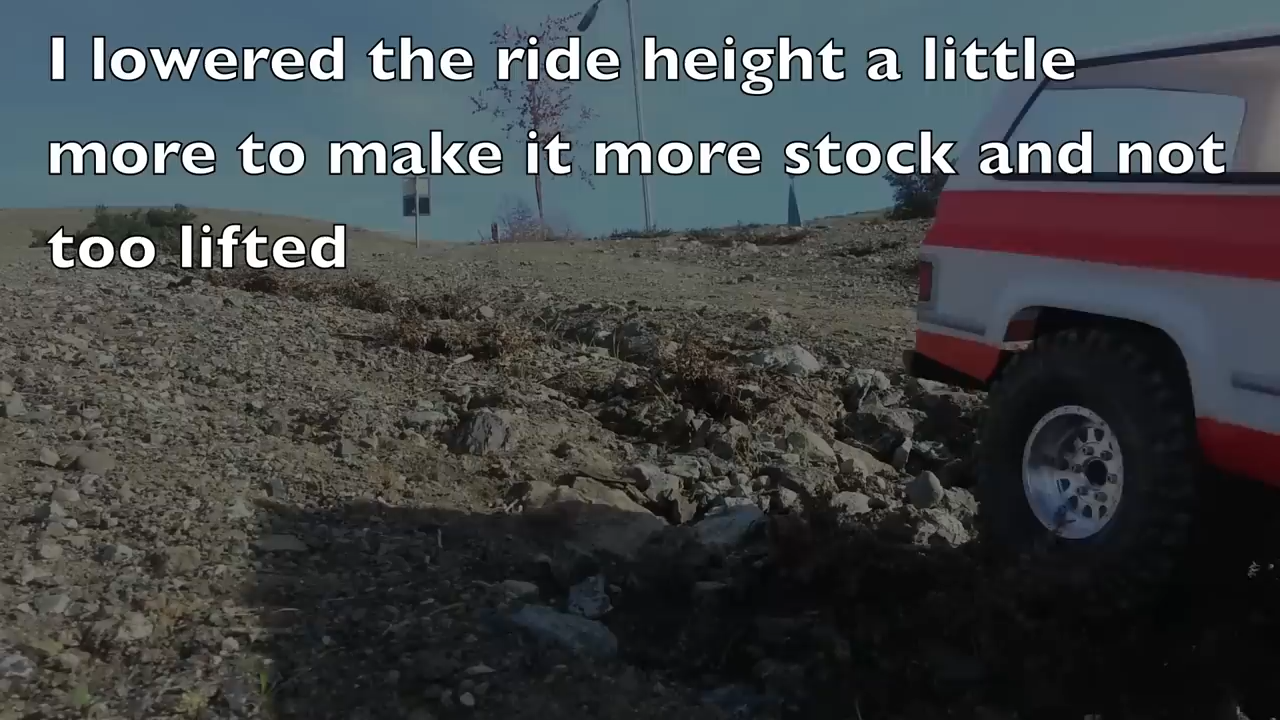 I lowered the ride height a little
more to make it more stock and not
too lifted